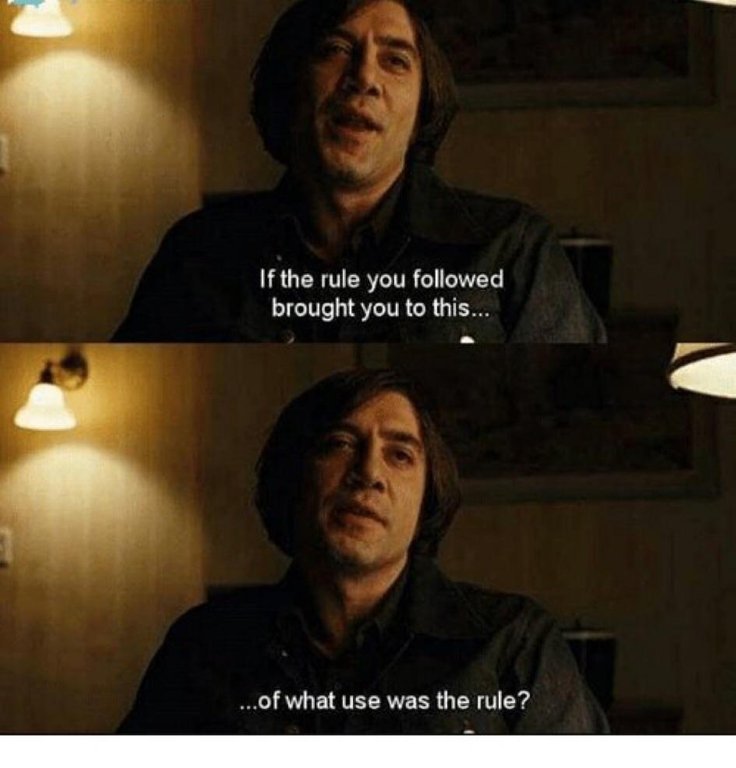 If the rule you followed
brought you to this...
...of what use was the rule?